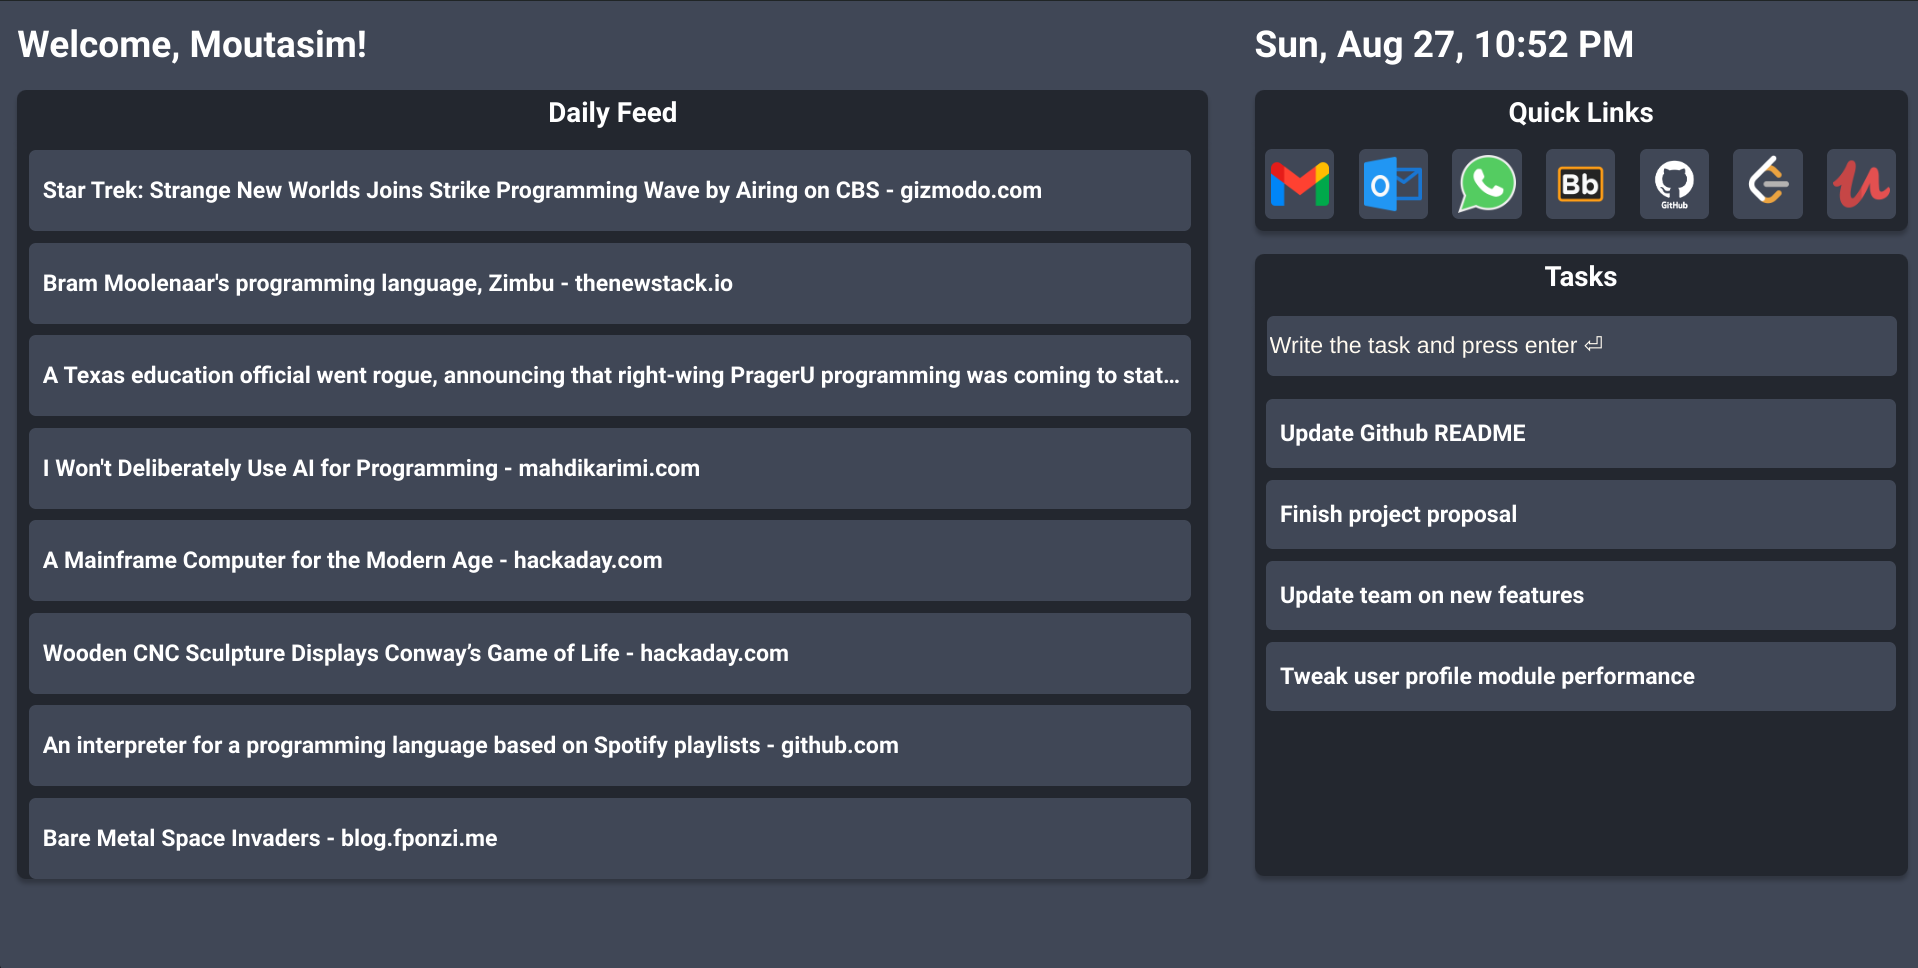 Welcome, Moutasim!
Sun, Aug 27, 10:52 PM
Daily Feed
Star Trek: Strange New Worlds Joins Strike Programming Wave by Airing on CBS - gizmodo.com
Bram Moolenaar's programming language, Zimbu - thenewstack.io
A Texas education official went rogue, announcing that right-wing PragerU programming was coming to stat...
I Won't Deliberately Use AI for Programming - mahdikarimi.com
A Mainframe Computer for the Modern Age - hackaday.com
Wooden CNC Sculpture Displays Conway’s Game of Life - hackaday.com
An interpreter for a programming language based on Spotify playlists - github.com
Bare Metal Space Invaders - blog.fponzi.me
Quick Links
Bb
GitHub
Tasks
Write the task and press enter ⏎
Update Github README
Finish project proposal
Update team on new features
Tweak user profile module performance